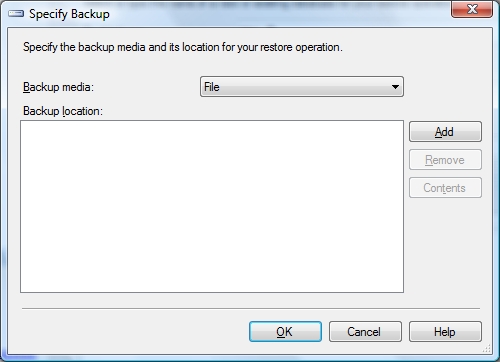 Specify Backup
Specify the backup media and its location for your restore operation.
Backup media: File
Backup location:
Add
Remove
Contents
OK Cancel Help